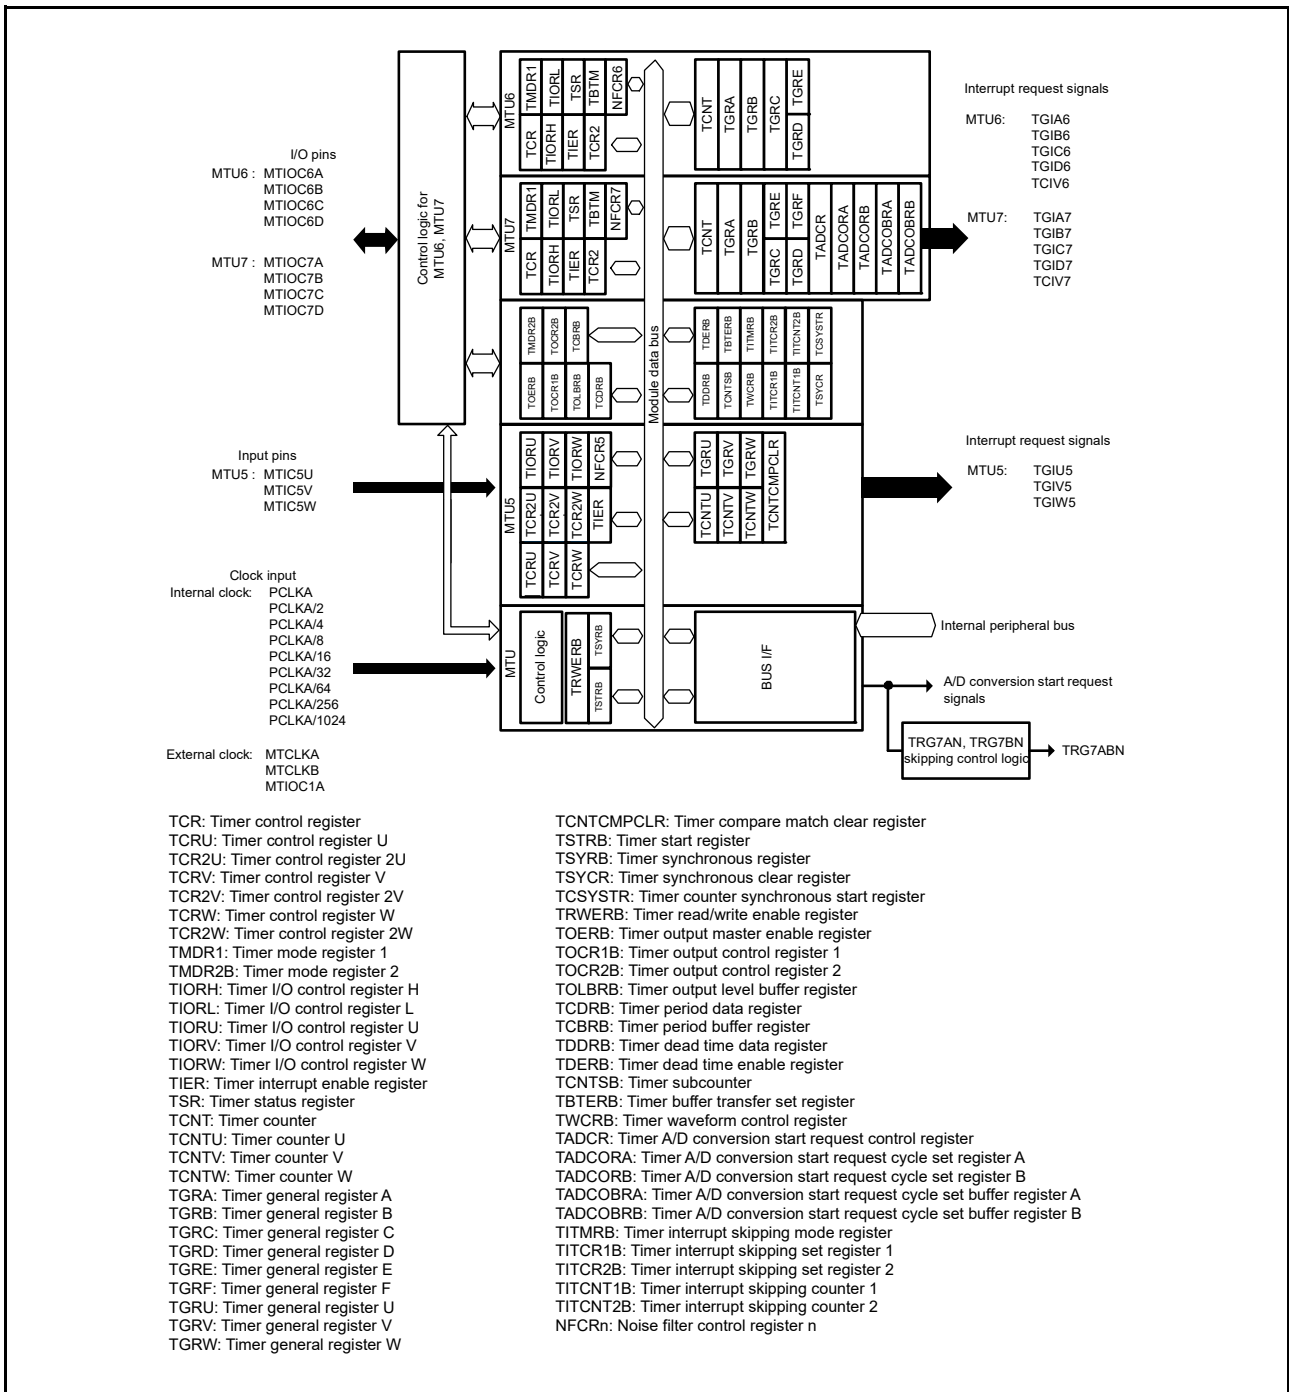 I/O pins
MTU6 : MTIOC6A
MTIOC6B
MTIOC6C
MTIOC6D
MTU7 : MTIOC7A
MTIOC7B
MTIOC7C
MTIOC7D
Input pins
MTU5 : MTIC5U
MTIC5V
MTIC5W
Clock input
Internal clock: PCLKA
PCLKA/2
PCLKA/4
PCLKA/8
PCLKA/16
PCLKA/32
PCLKA/64
PCLKA/256
PCLKA/1024
External clock: MTCLKA
MTCLKB
MTIOC1A
Control logic for
MTU6, MTU7
MTU6
TMDR1
TIORL
TSR
TBTM
NFCR6
TCR
TIORH
TIER
TCR2
TCNT
TGRA
TGRB
TGRC
TGRE
TGRD
MTU7
TMDR1
TIORL
TSR
TBTM
NFCR7
TCR
TIORH
TIER
TCR2
TCNT
TGRA
TGRB
TGRE
TGRF
TGRC
TGRD
TADCR
TADCORA
TADCORB
TADCOBRA
TADCOBRB
TMDR2B
TOCR2B
TCBRB
TOERB
TOCR1B
TOLBRB
TCDRB
TDERB
TBTERB
TITMRB
TITCR2B
TITCNT2B
TCSYSTR
TDDRB
TCNTSB
TWCRB
TITCR1B
TITCNT1B
TSYCR
Module data bus
MTU5
TIORU
TIORV
TIORW
NFCR5
TCR2U
TCR2V
TCR2W
TIER
TCRU
TCRV
TCRW
TGRU
TGRV
TGRW
TCNTU
TCNTV
TCNTW
TCNTCMPCLR
MTU
Control logic
TRWERB
TSYRB
TSTRB
BUS I/F
Interrupt request signals
MTU6: TGIA6
TGIB6
TGIC6
TGID6
TCIV6
MTU7: TGIA7
TGIB7
TGIC7
TGID7
TCIV7
Interrupt request signals
MTU5: TGIU5
TGIV5
TGIW5
Internal peripheral bus
A/D conversion start request
signals
TRG7AN, TRG7BN
skipping control logic
TRG7ABN
TCR: Timer control register
TCRU: Timer control register U
TCR2U: Timer control register 2U
TCRV: Timer control register V
TCR2V: Timer control register 2V
TCRW: Timer control register W
TCR2W: Timer control register 2W
TMDR1: Timer mode register 1
TMDR2B: Timer mode register 2
TIORH: Timer I/O control register H
TIORL: Timer I/O control register L
TIORU: Timer I/O control register U
TIORV: Timer I/O control register V
TIORW: Timer I/O control register W
TIER: Timer interrupt enable register
TSR: Timer status register
TCNT: Timer counter
TCNTU: Timer counter U
TCNTV: Timer counter V
TCNTW: Timer counter W
TGRA: Timer general register A
TGRB: Timer general register B
TGRC: Timer general register C
TGRD: Timer general register D
TGRE: Timer general register E
TGRF: Timer general register F
TGRU: Timer general register U
TGRV: Timer general register V
TGRW: Timer general register W
TCNTCMPCLR: Timer compare match clear register
TSTRB: Timer start register
TSYRB: Timer synchronous register
TSYCR: Timer synchronous clear register
TCSYSTR: Timer counter synchronous start register
TRWERB: Timer read/write enable register
TOERB: Timer output master enable register
TOCR1B: Timer output control register 1
TOCR2B: Timer output control register 2
TOLBRB: Timer output level buffer register
TCDRB: Timer period data register
TCBRB: Timer period buffer register
TDDRB: Timer dead time data register
TDERB: Timer dead time enable register
TCNTSB: Timer subcounter
TBTERB: Timer buffer transfer set register
TWCRB: Timer waveform control register
TADCR: Timer A/D conversion start request control register
TADCORA: Timer A/D conversion start request cycle set register A
TADCORB: Timer A/D conversion start request cycle set register B
TADCOBRA: Timer A/D conversion start request cycle set buffer register A
TADCOBRB: Timer A/D conversion start request cycle set buffer register B
TITMRB: Timer interrupt skipping mode register
TITCR1B: Timer interrupt skipping set register 1
TITCR2B: Timer interrupt skipping set register 2
TITCNT1B: Timer interrupt skipping counter 1
TITCNT2B: Timer interrupt skipping counter 2
NFCRn: Noise filter control register n